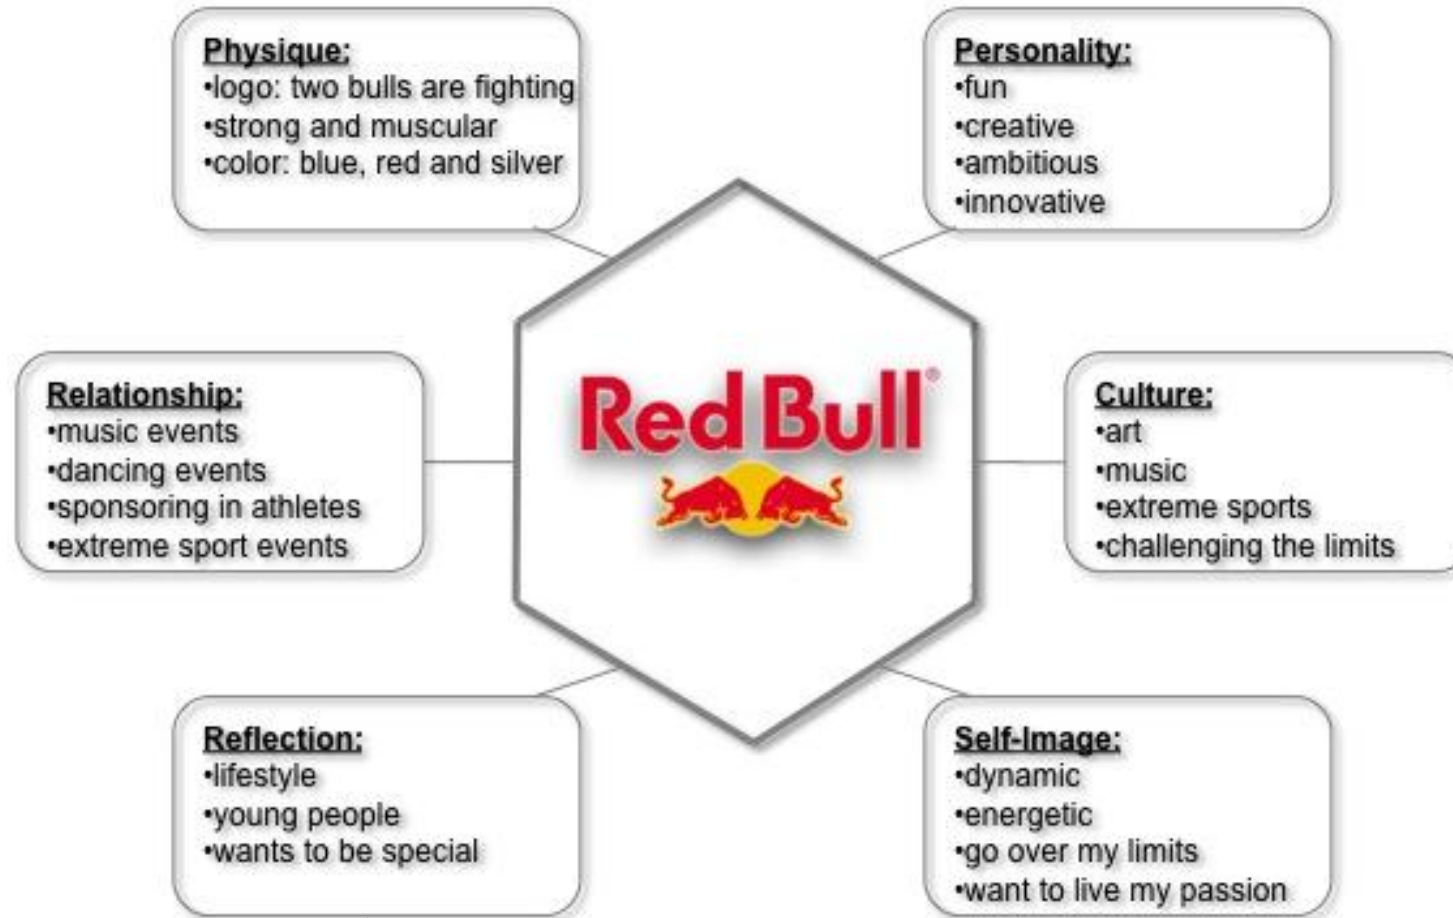 Physique:
•logo: two bulls are fighting
•strong and muscular
•color: blue, red and silver
Personality:
•fun
•creative
•ambitious
•innovative
Relationship:
•music events
•dancing events
•sponsoring in athletes
•extreme sport events
Red Bull®
Culture:
•art
•music
•extreme sports
•challenging the limits
Reflection:
•lifestyle
•young people
•wants to be special
Self-Image:
•dynamic
•energetic
•go over my limits
•want to live my passion